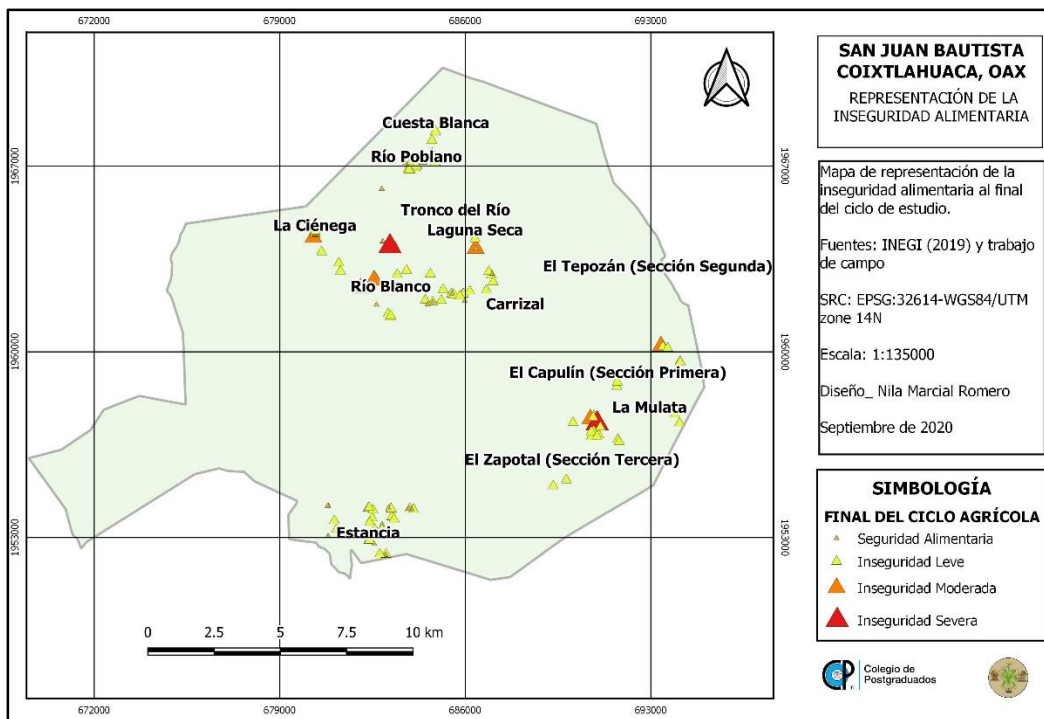 672000 679000 686000 693000
SAN JUAN BAUTISTA
COIXTLAHUACA, OAX
REPRESENTACIÓN DE LA
INSEGURIDAD ALIMENTARIA
Cuesta Blanca
Río Poblano
1967000 1967000
Mapa de representación de la
inseguridad alimentaria al final
del ciclo de estudio.
Tronco del Río
La Ciénega Laguna Seca
Fuentes: INEGI (2019) y trabajo
de campo
El Tepozán (Sección Segunda)
Río Blanco
Carrizal
SRC: EPSG:32614-WGS84/UTM
zone 14N
1960000 1960000
Escala: 1:135000
El Capulín (Sección Primera)
Diseño_ Nila Marcial Romero
La Mulata
Septiembre de 2020
El Zapotal (Sección Tercera)
SIMBOLOGÍA
FINAL DEL CICLO AGRÍCOLA
Estancia
1953000 1953000
Seguridad Alimentaria
Inseguridad Leve
Inseguridad Moderada
Inseguridad Severa
0 2.5 5 7.5 10 km
CP
Colegio de
Postgraduados
672000 679000 686000 693000